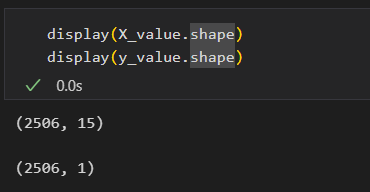 display(X_value.shape)
display(y_value.shape)
0.0s
(2506, 15)
(2506, 1)